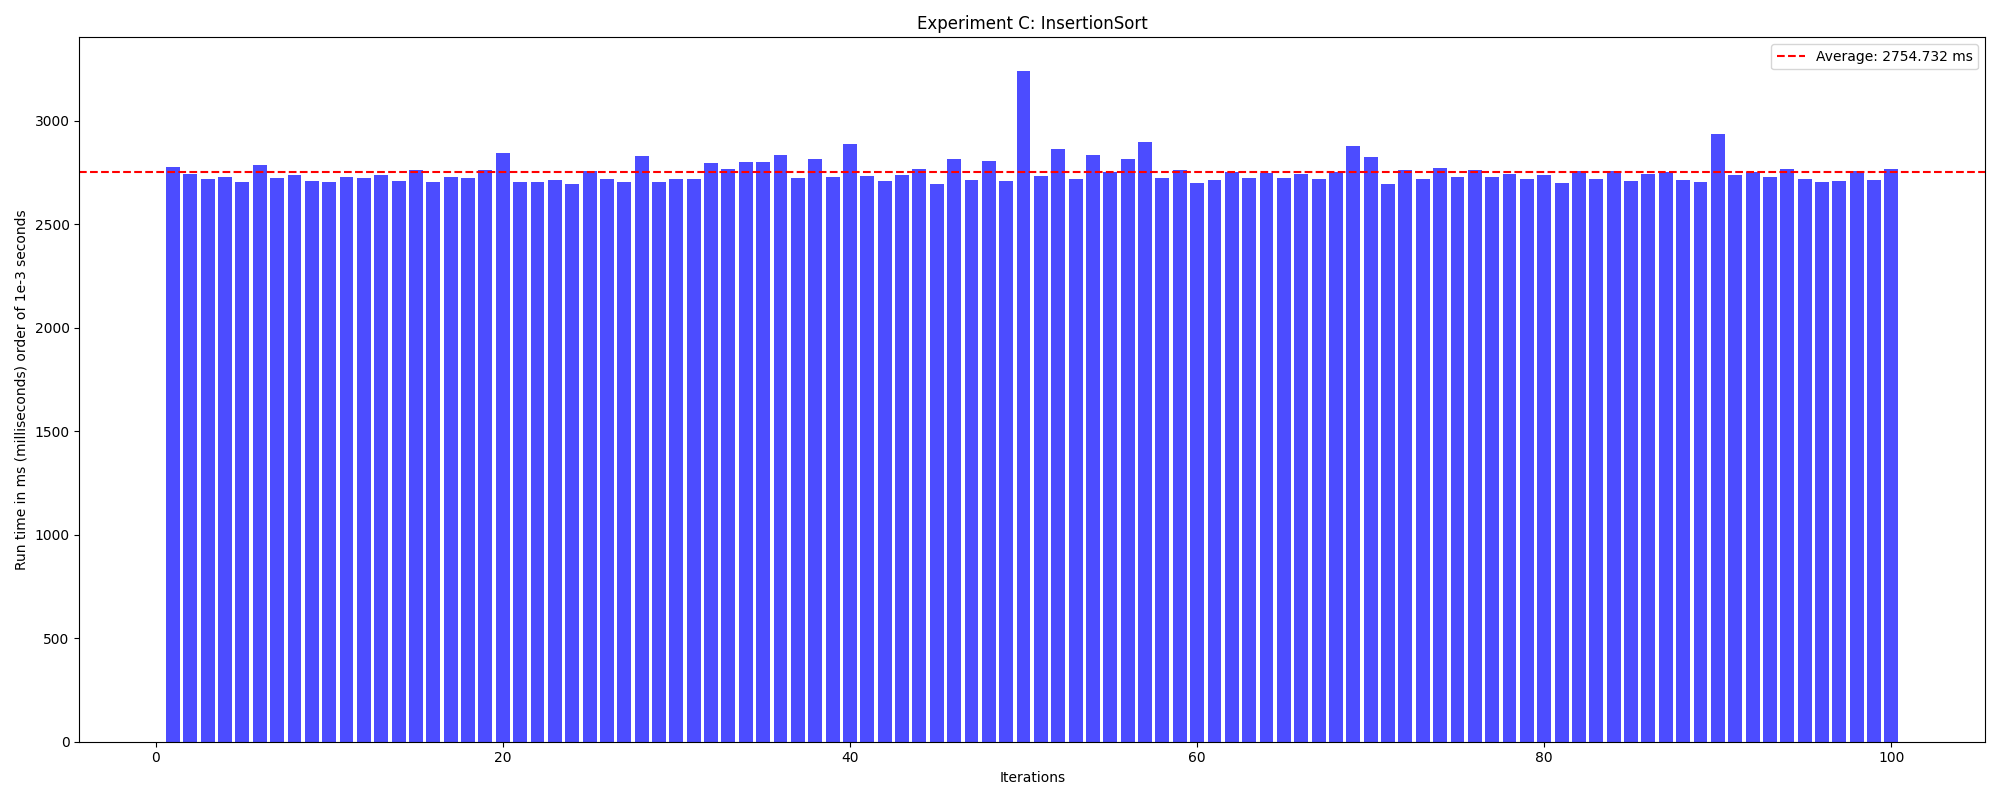 Experiment C: InsertionSort
Average: 2754.732 ms
Run time in ms (milliseconds) order of 1e-3 seconds
3000
2500
2000
1500
1000
500
0
0 20 40 60 80 100
Iterations